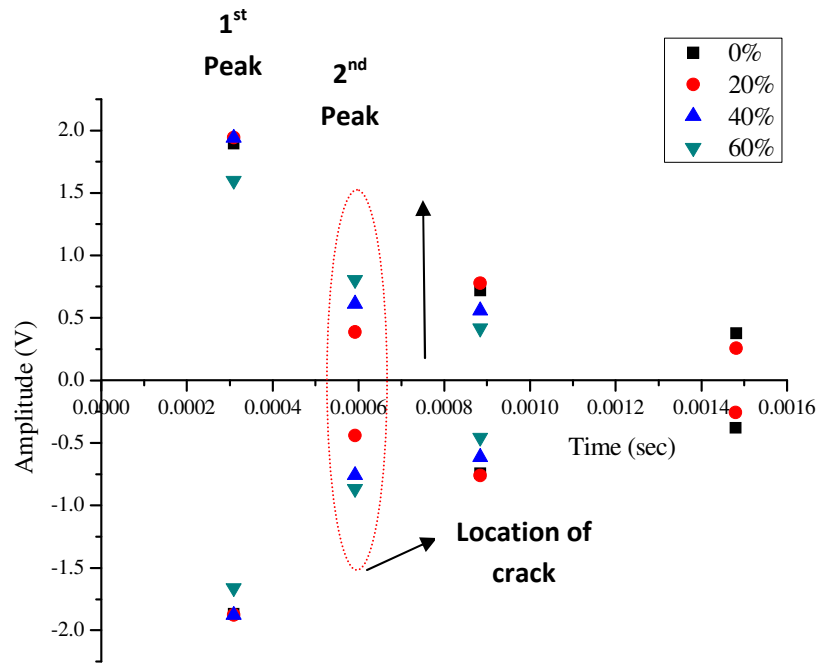 1st
Peak
2nd
Peak
0%
20%
40%
60%
2.0
1.5
1.0
0.5
0.0
-0.5
-1.0
-1.5
-2.0
Amplitude (V)
0.0000 0.0002 0.0004 0.0006 0.0008 0.0010 0.0012 0.0014 0.0016
Time (sec)
Location of
crack